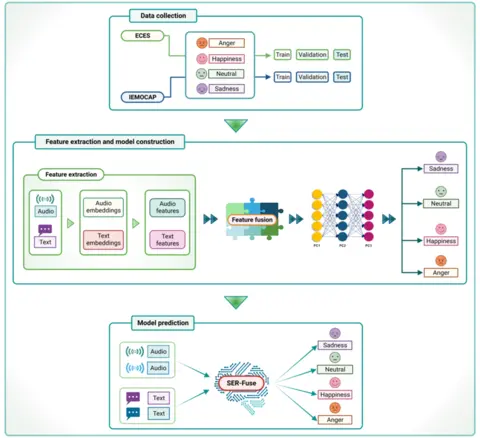 Data collection
ECES
Anger
Happiness
Neutral
Sadness
Train Validation Test
Train Validation Test
IEMOCAP
Feature extraction and model construction
Feature extraction
Audio
Text
Audio
embeddings
Text
embeddings
Audio
features
Text
features
Feature fusion
FC1 FC2 FC3
Sadness
Neutral
Happiness
Anger
Model prediction
Audio
Audio
Text
Text
SER-Fuse
Sadness
Neutral
Happiness
Anger